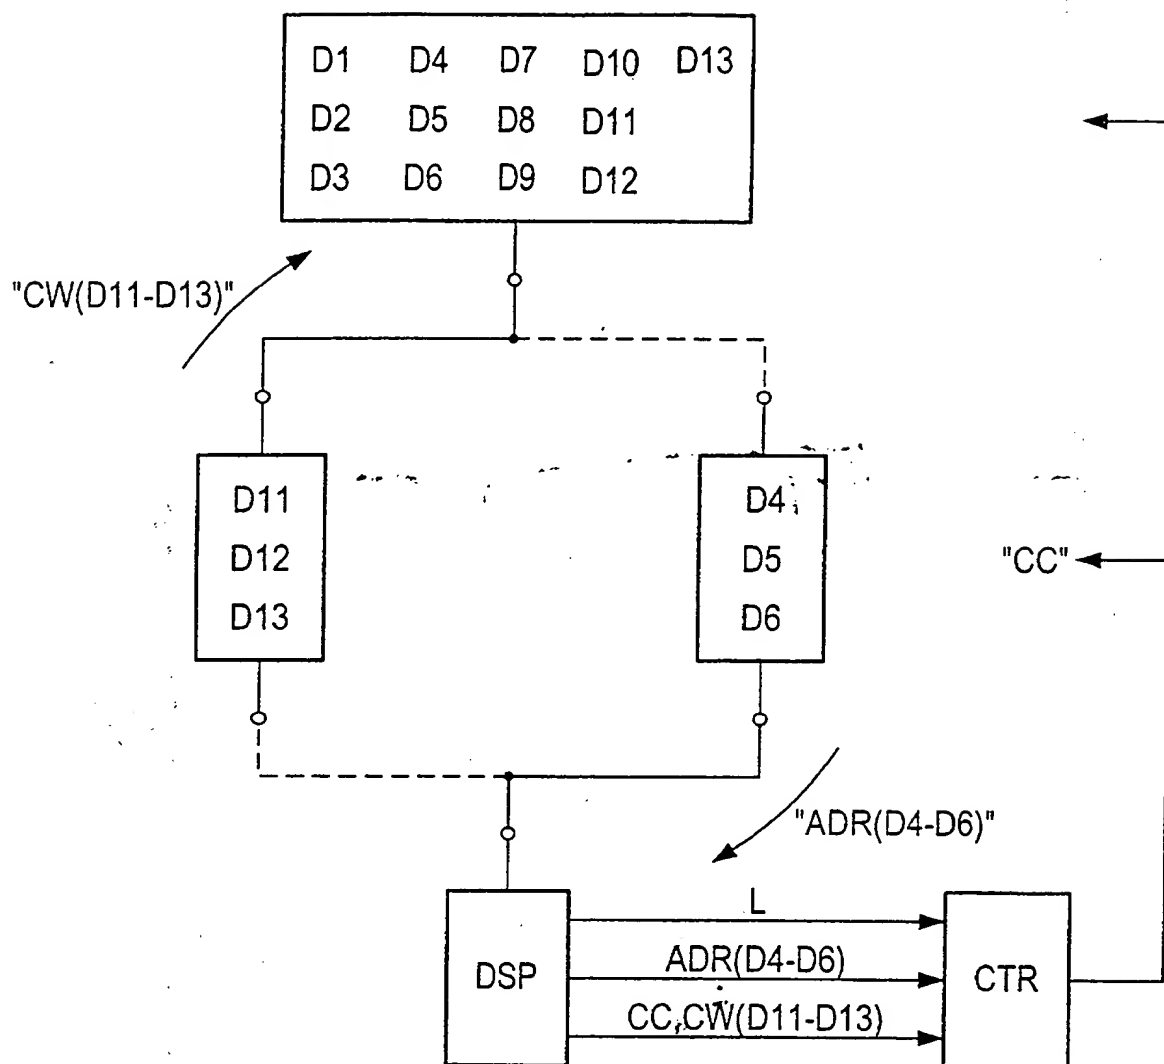 D1 D4 D7 D10 D13
D2 D5 D8 D11
D3 D6 D9 D12
"CW(D11-D13)"
D11
D12
D13
D4
D5
D6
"CC"
"ADR(D4-D6)"
L
DSP
ADR(D4-D6)
CTR
CC,CW(D11-D13)